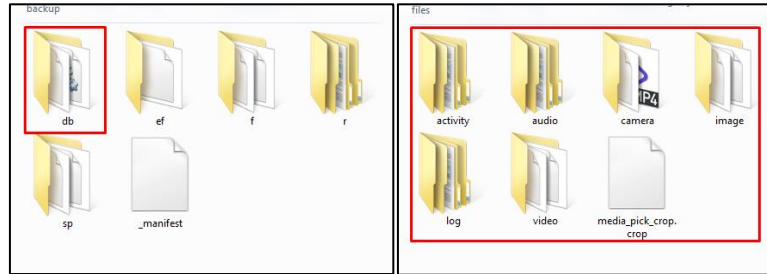 backup
db
ef
f
r
sp
_manifest
files
activity
audio
camera
image
MP4
log
video
media_pick_crop.
crop